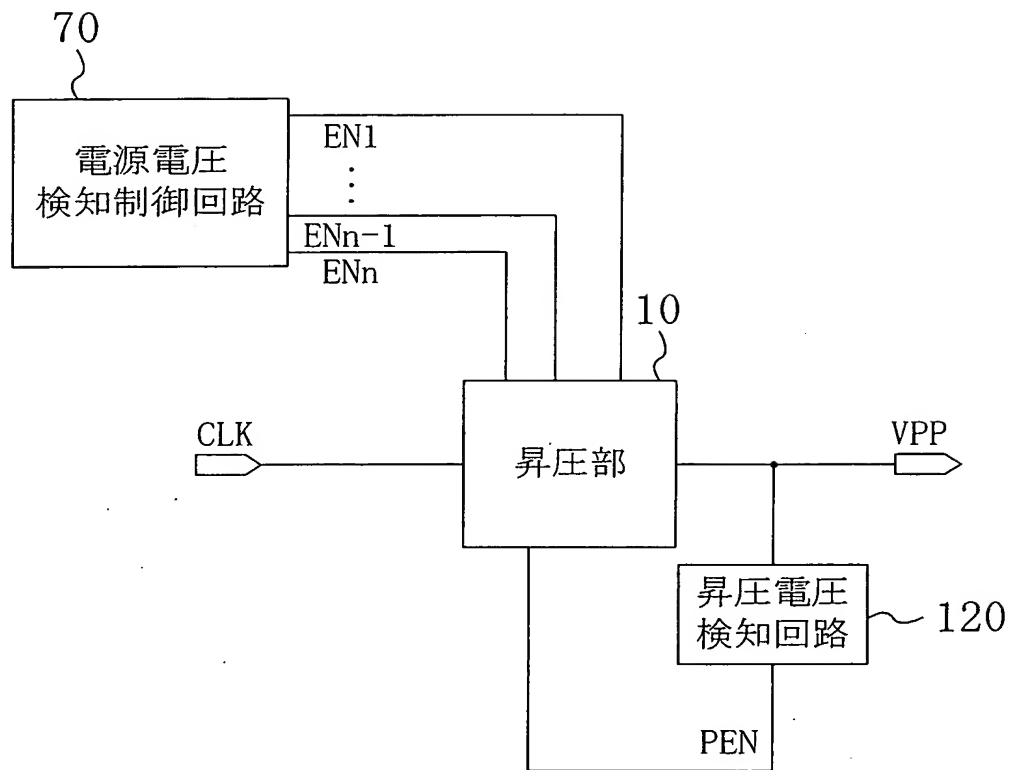 70
電源電圧
検知制御回路
EN1
⋮
ENn-1
ENn
10
CLK
昇圧部
VPP
昇圧電圧
検知回路
120
PEN